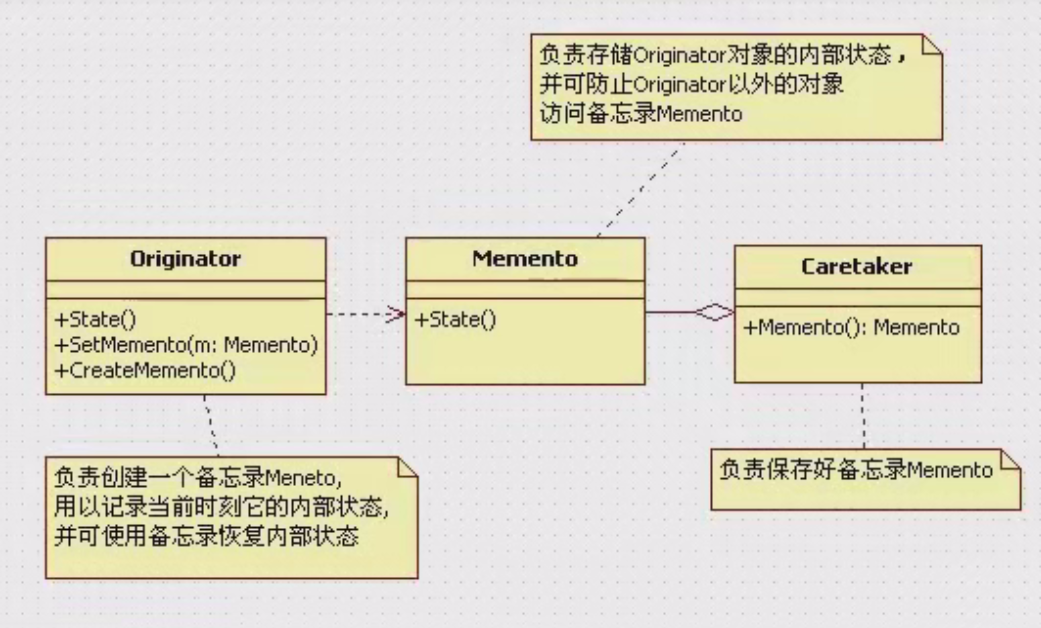 负责存储Originator对象的内部状态，
并可防止Originator以外的对象
访问备忘录Memento
Originator
+State()
+SetMemento(m: Memento)
+CreateMemento()
Memento
+State()
Caretaker
+Memento(): Memento
负责创建一个备忘录Meneto,
用以记录当前时刻它的内部状态,
并可使用备忘录恢复内部状态
负责保存好备忘录Memento